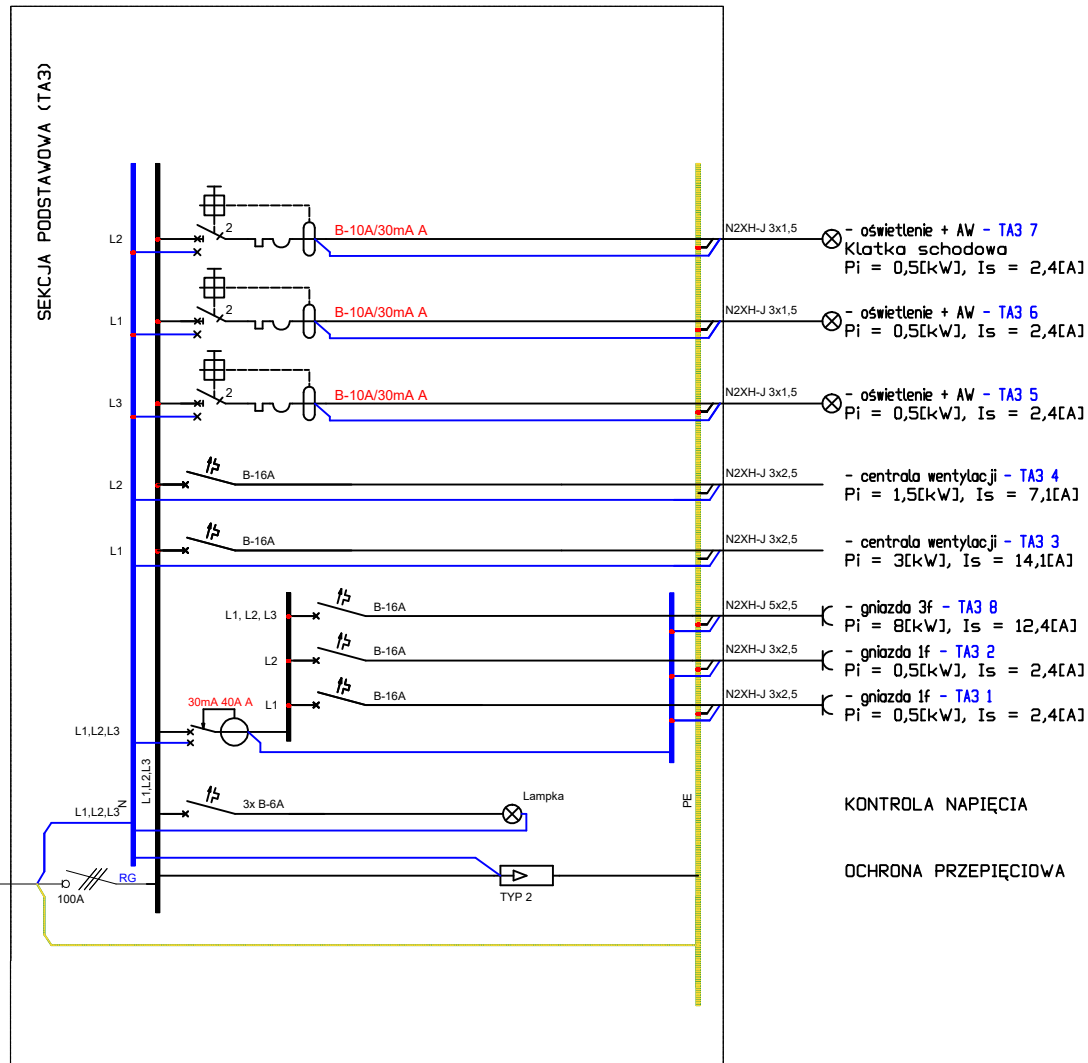 SEKCJA PODSTAWOWA (TA3)
L2
2
B-10A/30mA A
N2XH-J 3x1,5
- oświetlenie + AW - TA3 7
Klatka schodowa
Pi = 0,5[kW], Is = 2,4[A]
L1
2
B-10A/30mA A
N2XH-J 3x1,5
- oświetlenie + AW - TA3 6
Pi = 0,5[kW], Is = 2,4[A]
L3
2
B-10A/30mA A
N2XH-J 3x1,5
- oświetlenie + AW - TA3 5
Pi = 0,5[kW], Is = 2,4[A]
L2
B-16A
N2XH-J 3x2,5
- centrala wentylacji - TA3 4
Pi = 1,5[kW], Is = 7,1[A]
L1
B-16A
N2XH-J 3x2,5
- centrala wentylacji - TA3 3
Pi = 3[kW], Is = 14,1[A]
L1, L2, L3
B-16A
N2XH-J 5x2,5
- gniazda 3f - TA3 8
Pi = 8[kW], Is = 12,4[A]
L2
B-16A
N2XH-J 3x2,5
- gniazda 1f - TA3 2
Pi = 0,5[kW], Is = 2,4[A]
L1
B-16A
N2XH-J 3x2,5
- gniazda 1f - TA3 1
Pi = 0,5[kW], Is = 2,4[A]
30mA 40A A
L1,L2,L3
L1,L2,L3
N
PE
L1,L2,L3
3x B-6A
Lampka
KONTROLA NAPIĘCIA
RG
100A
TYP 2
OCHRONA PRZEPIĘCIOWA